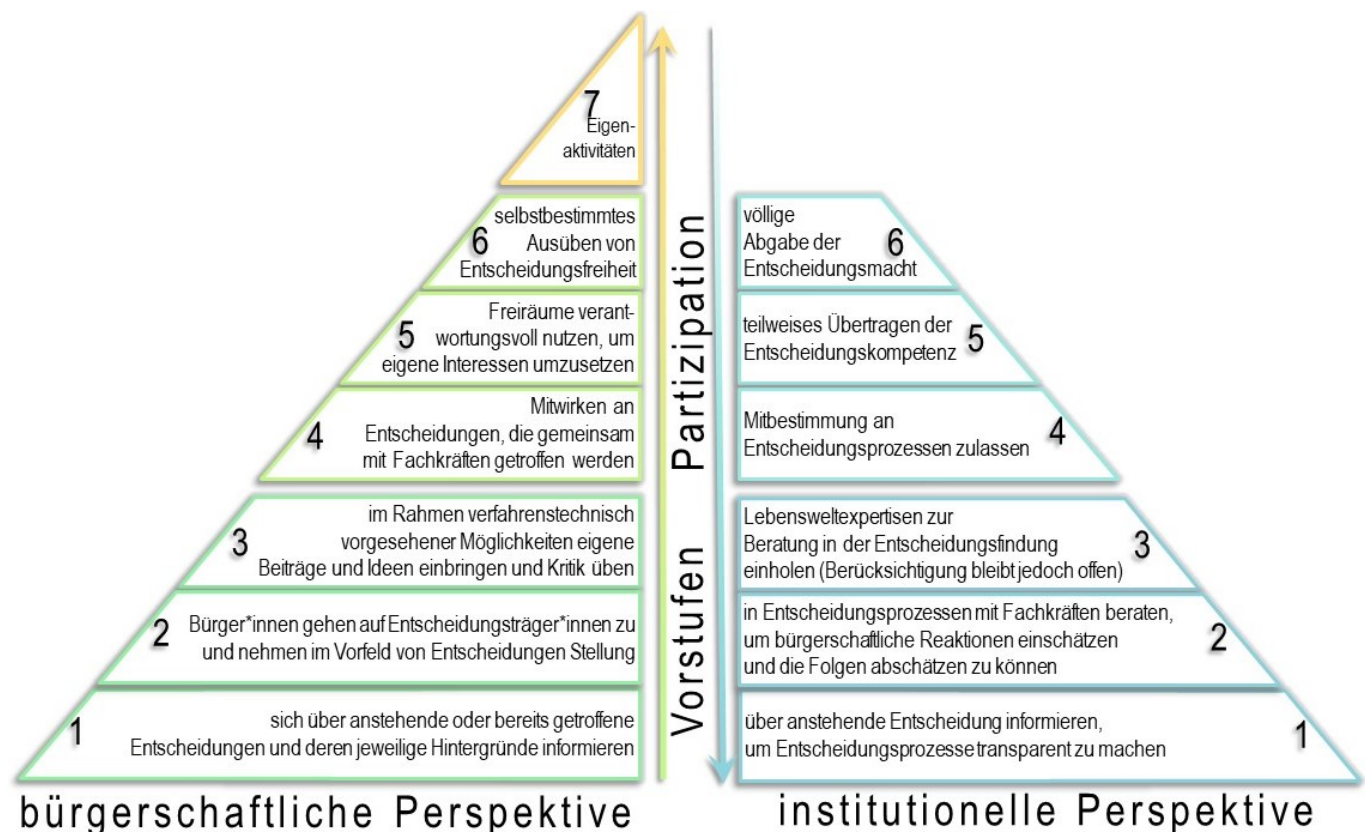 7
Eigen-
aktivitäten
6
selbstbestimmtes
Ausüben von
Entscheidungsfreiheit
5
Freiräume verant-
wortungsvoll nutzen, um
eigene Interessen umzusetzen
4
Mitwirken an
Entscheidungen, die gemeinsam
mit Fachkräften getroffen werden
3
im Rahmen verfahrenstechnisch
vorgesehener Möglichkeiten eigene
Beiträge und Ideen einbringen und Kritik üben
2
Bürger*innen gehen auf Entscheidungsträger*innen zu
und nehmen im Vorfeld von Entscheidungen Stellung
1
sich über anstehende oder bereits getroffene
Entscheidungen und deren jeweilige Hintergründe informieren
bürgerschaftliche Perspektive
Partizipation
Vorstufen
völlige
Abgabe der
Entscheidungsmacht
6
teilweises Übertragen der
Entscheidungskompetenz
5
Mitbestimmung an
Entscheidungsprozessen zulassen
4
Lebensweltexpertisen zur
Beratung in der Entscheidungsfindung
einholen (Berücksichtigung bleibt jedoch offen)
3
in Entscheidungsprozessen mit Fachkräften beraten,
um bürgerschaftliche Reaktionen einschätzen
und die Folgen abschätzen zu können
2
über anstehende Entscheidung informieren,
um Entscheidungsprozesse transparent zu machen
1
institutionelle Perspektive